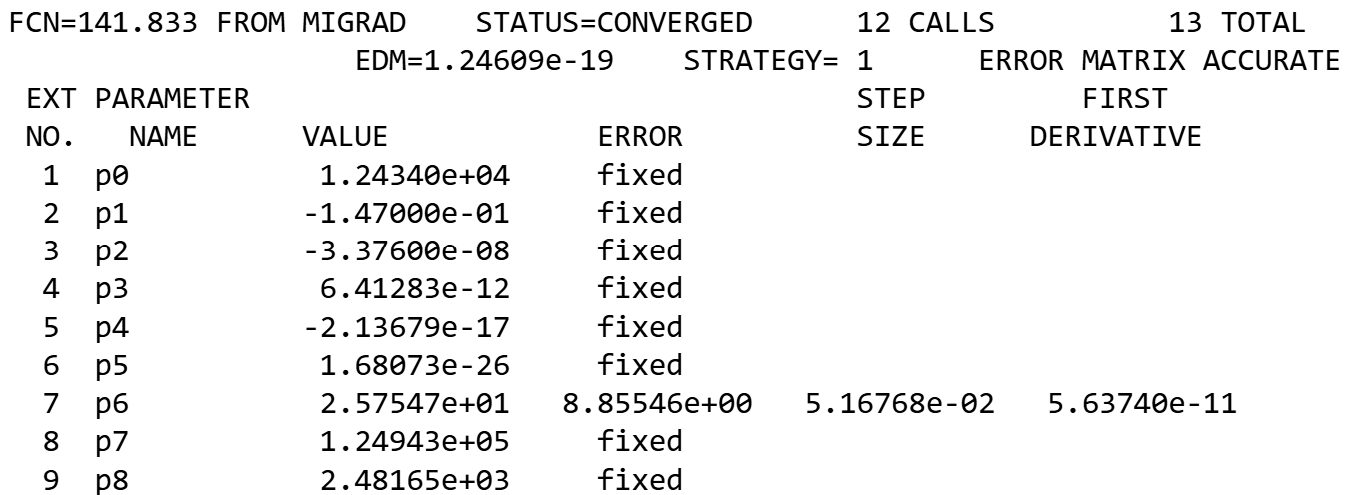 FCN=141.833 FROM MIGRAD    STATUS=CONVERGED      12 CALLS          13 TOTAL
                    EDM=1.24609e-19    STRATEGY= 1      ERROR MATRIX ACCURATE
 EXT PARAMETER                                   STEP         FIRST
 NO.   NAME      VALUE            ERROR          SIZE      DERIVATIVE
  1  p0           1.24340e+04     fixed
  2  p1          -1.47000e-01     fixed
  3  p2          -3.37600e-08     fixed
  4  p3           6.41283e-12     fixed
  5  p4          -2.13679e-17     fixed
  6  p5           1.68073e-26     fixed
  7  p6           2.57547e+01   8.85546e+00   5.16768e-02   5.63740e-11
  8  p7           1.24943e+05     fixed
  9  p8           2.48165e+03     fixed